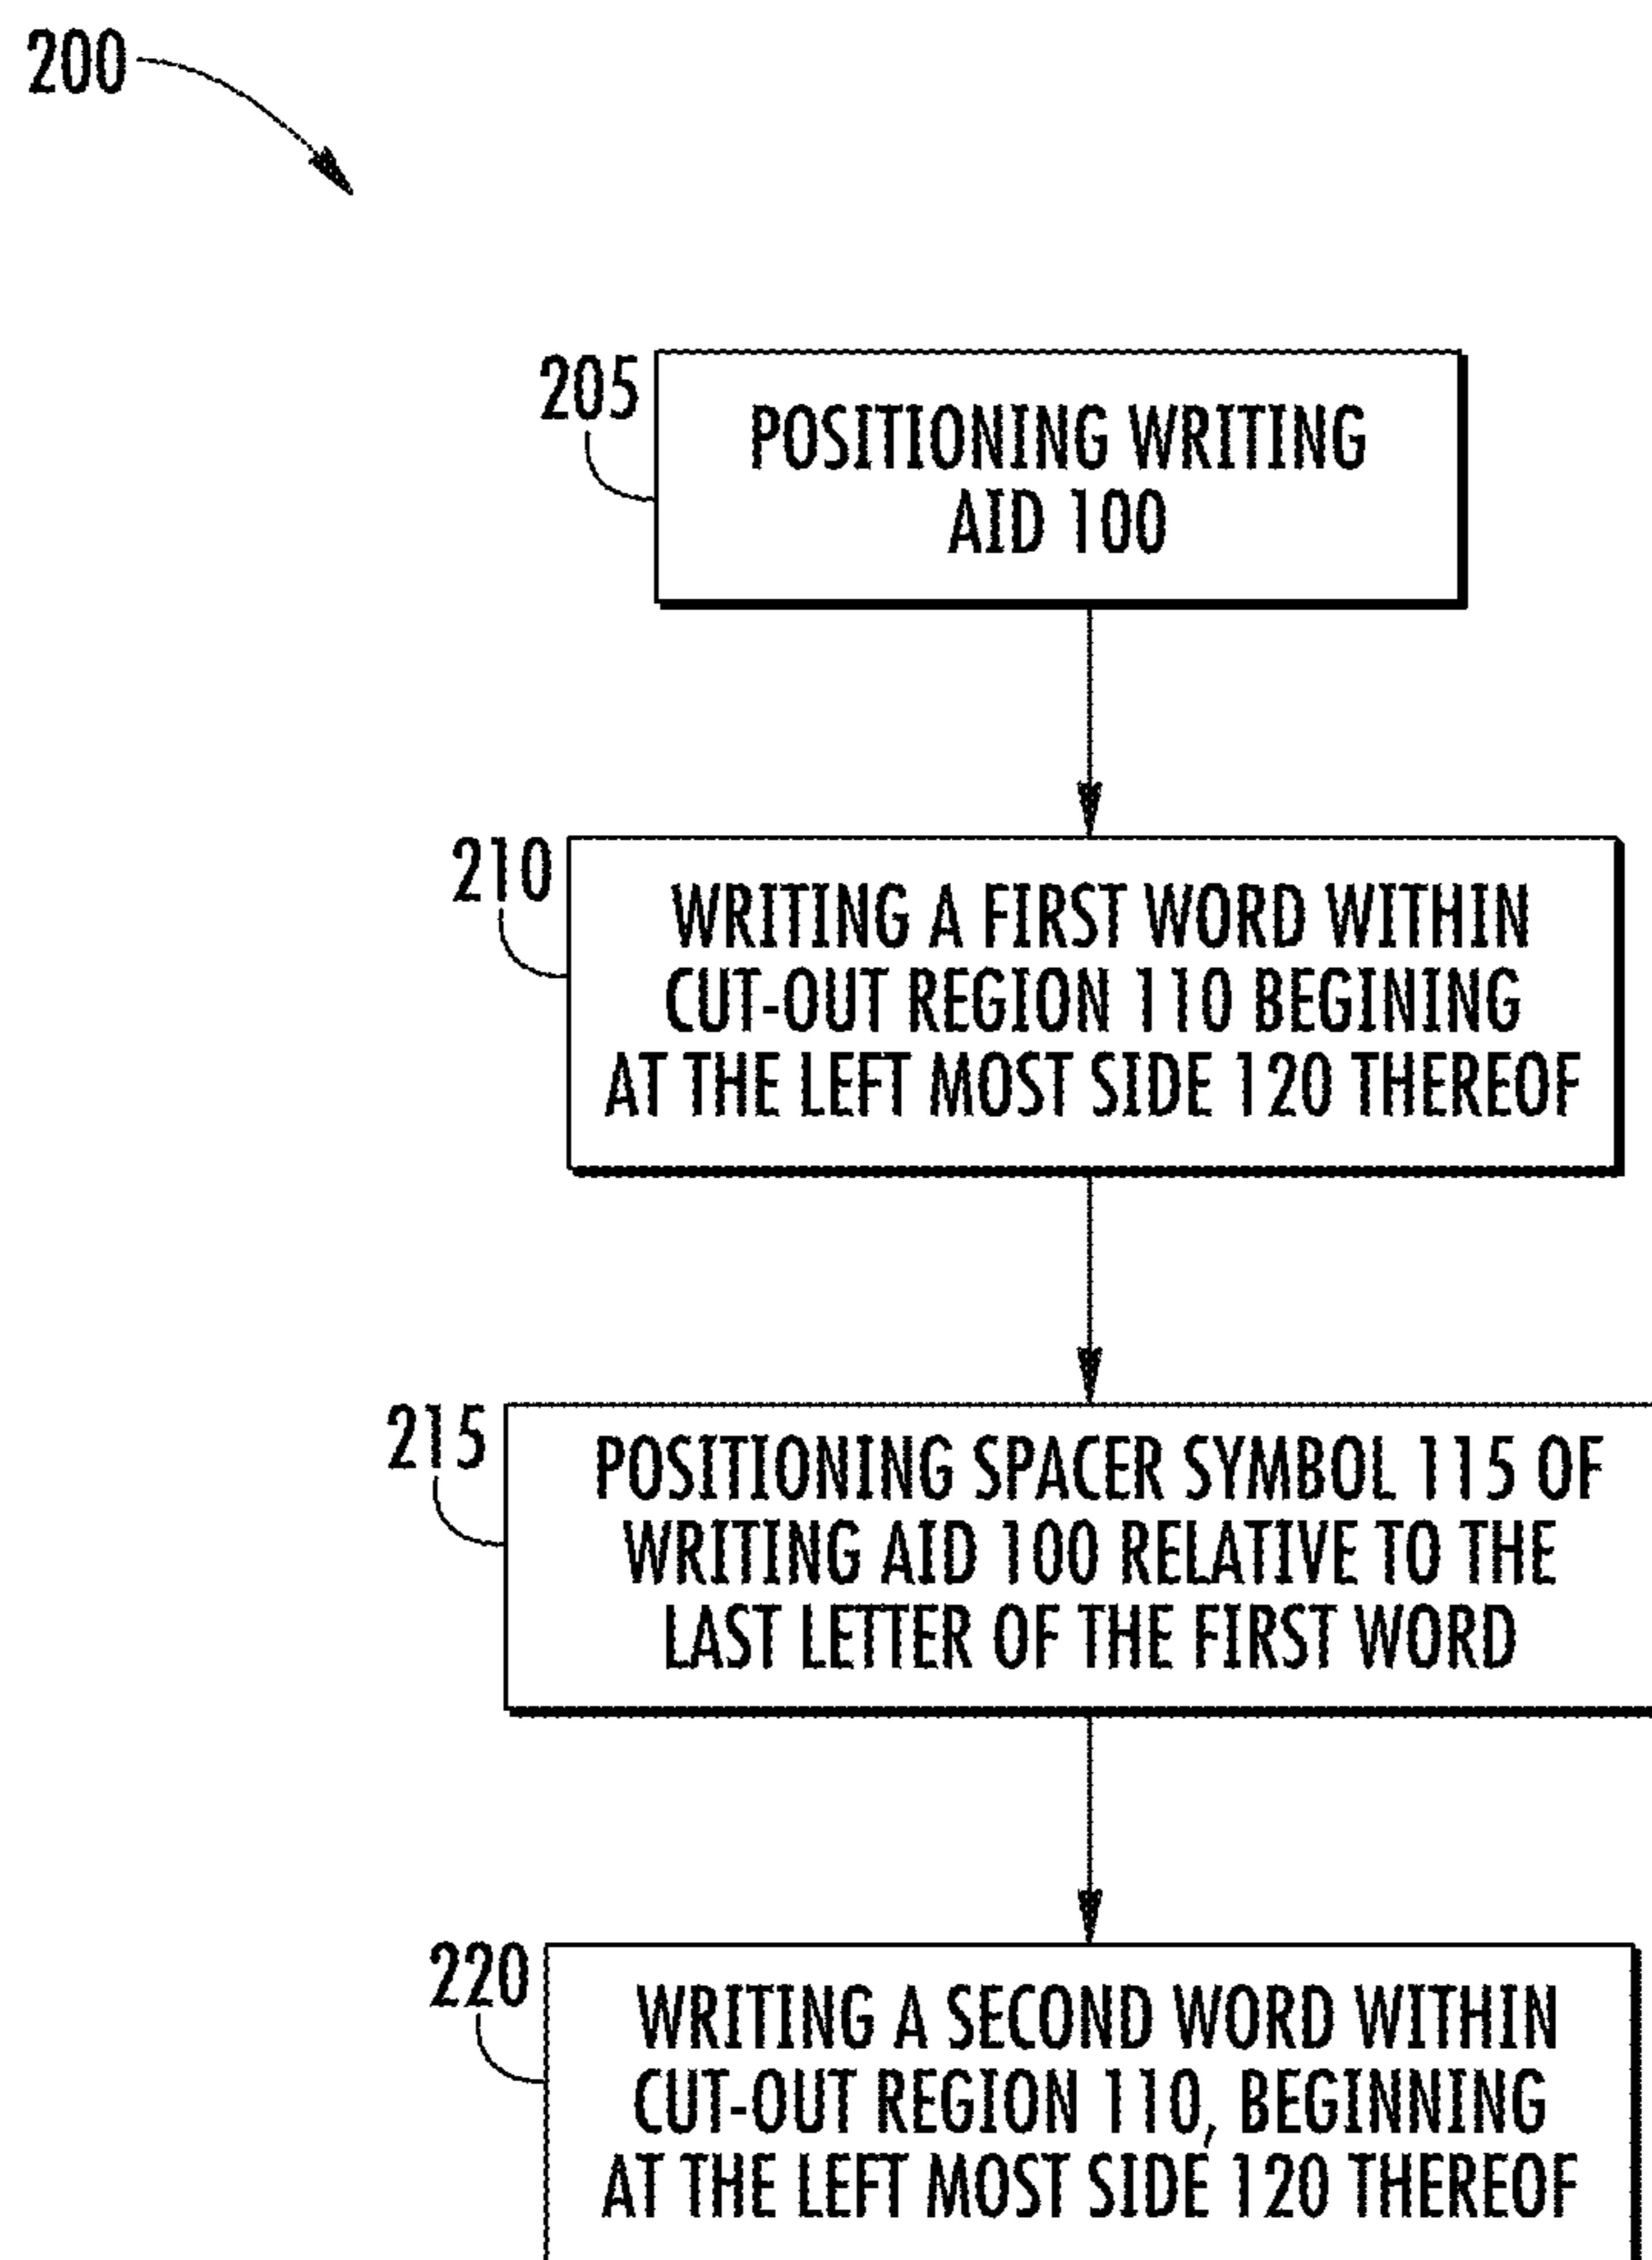 200
205
POSITIONING WRITING
AID 100
210
WRITING A FIRST WORD WITHIN
CUT-OUT REGION 110 BEGINING
AT THE LEFT MOST SIDE 120 THEREOF
215
POSITIONING SPACER SYMBOL 115 OF
WRITING AID 100 RELATIVE TO THE
LAST LETTER OF THE FIRST WORD
220
WRITING A SECOND WORD WITHIN
CUT-OUT REGION 110, BEGINNING
AT THE LEFT MOST SIDE 120 THEREOF